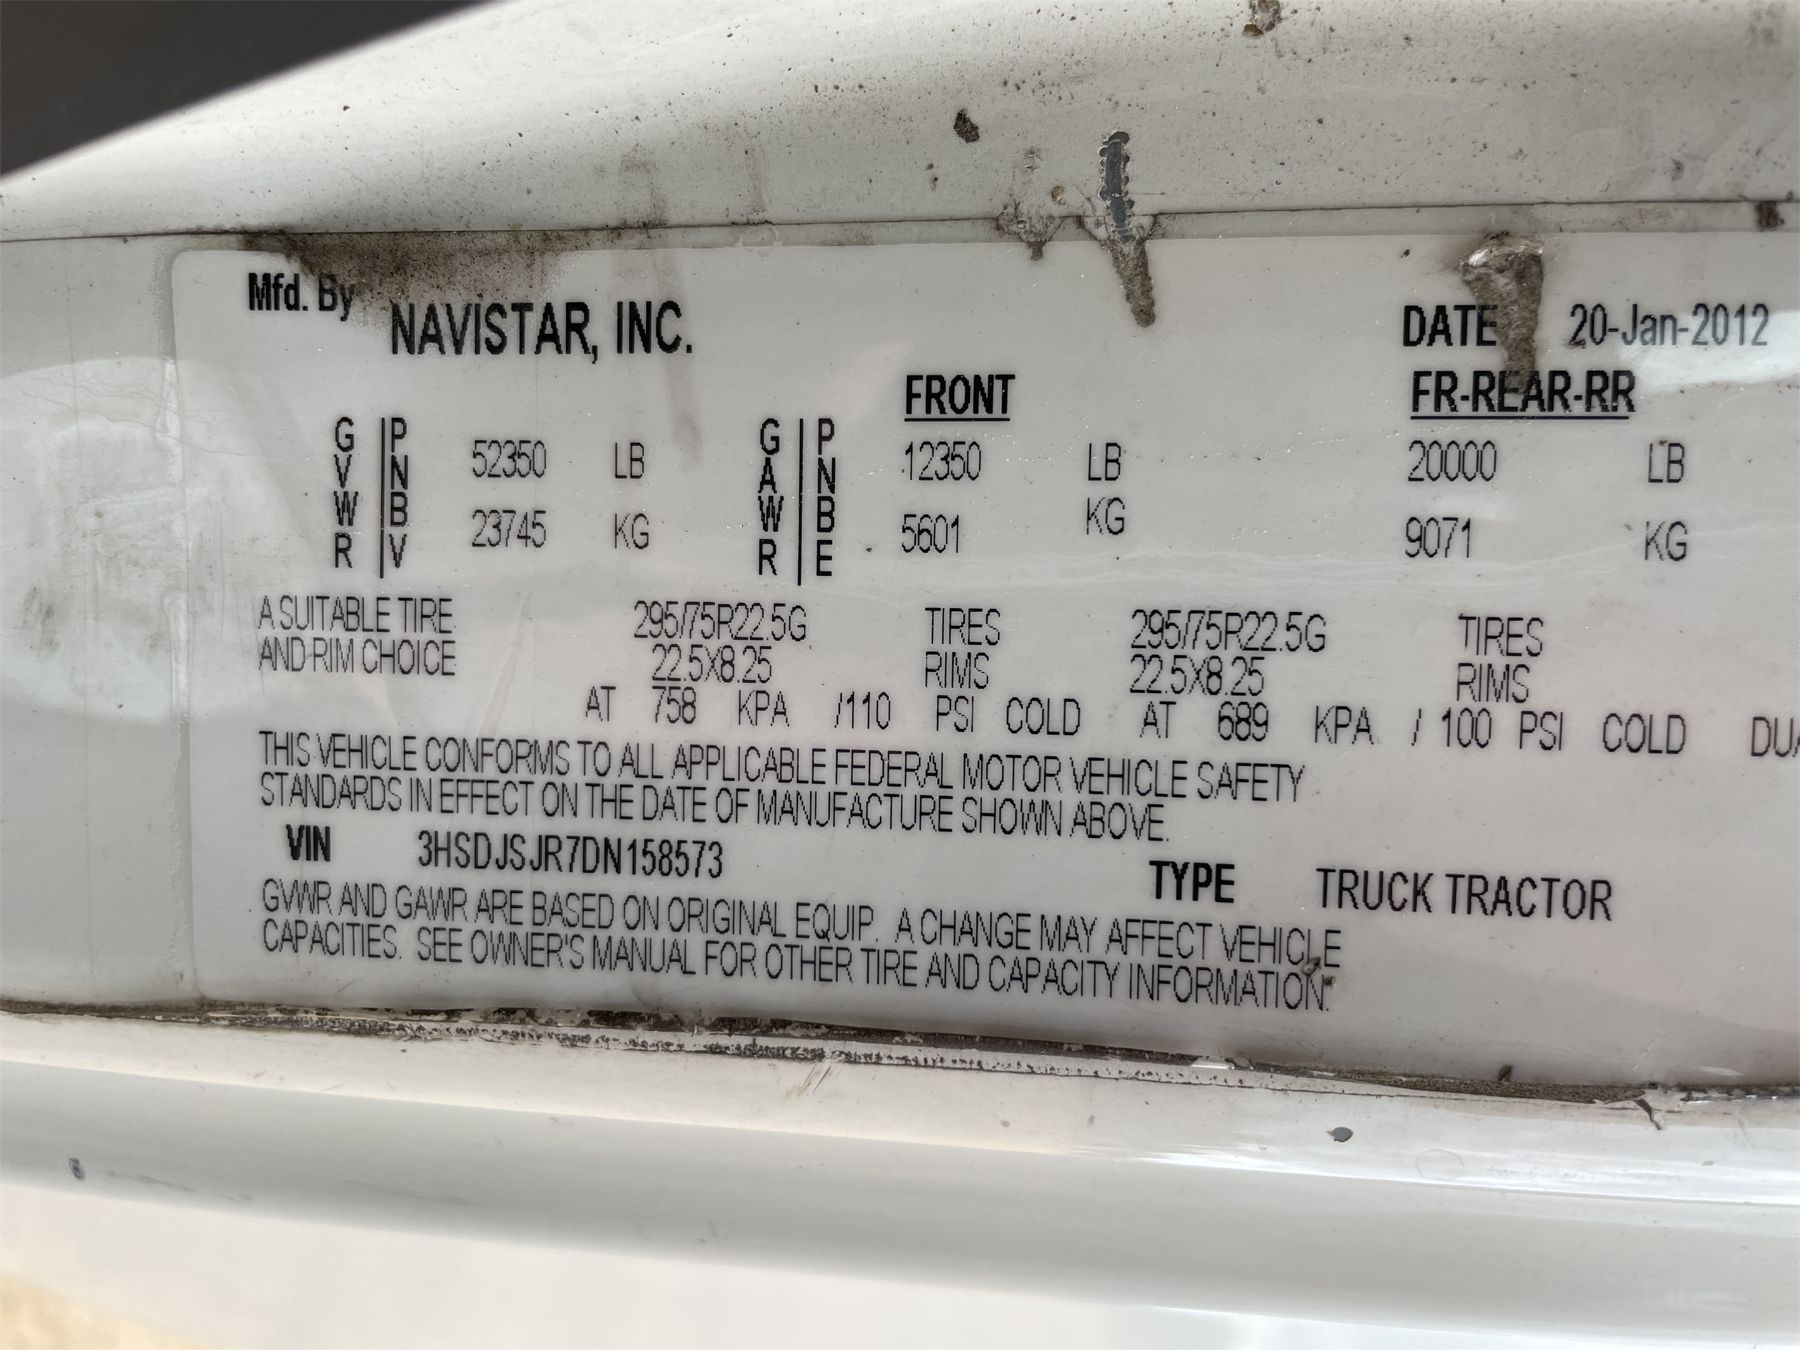 Mfd. By NAVISTAR, INC. DATE 20-Jan-2012
FRONT FR-REAR-RR
GVWR PNBV 52350 LB GAWR PNBE 12350 LB 20000 LB
23745 KG 5601 KG 9071 KG
A SUITABLE TIRE 295/75R22.5G TIRES 295/75R22.5G TIRES
AND RIM CHOICE 22.5X8.25 RIMS 22.5X8.25 RIMS
AT 758 KPA /110 PSI COLD AT 689 KPA / 100 PSI COLD
THIS VEHICLE CONFORMS TO ALL APPLICABLE FEDERAL MOTOR VEHICLE SAFETY
STANDARDS IN EFFECT ON THE DATE OF MANUFACTURE SHOWN ABOVE.
VIN 3HSDJSJR7DN158573 TYPE TRUCK TRACTOR
GVWR AND GAWR ARE BASED ON ORIGINAL EQUIP. A CHANGE MAY AFFECT VEHICLE
CAPACITIES. SEE OWNER'S MANUAL FOR OTHER TIRE AND CAPACITY INFORMATION.